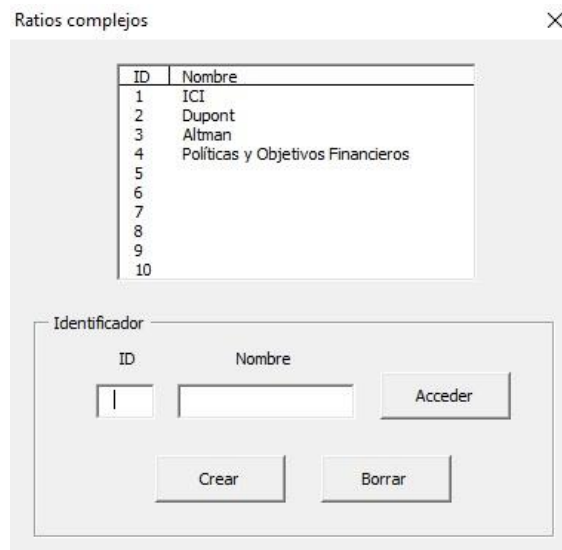 Ratios complejos
ID Nombre
1 ICI
2 Dupont
3 Altman
4 Políticas y Objetivos Financieros
5
6
7
8
9
10
Identificador
ID Nombre
Acceder
Crear Borrar